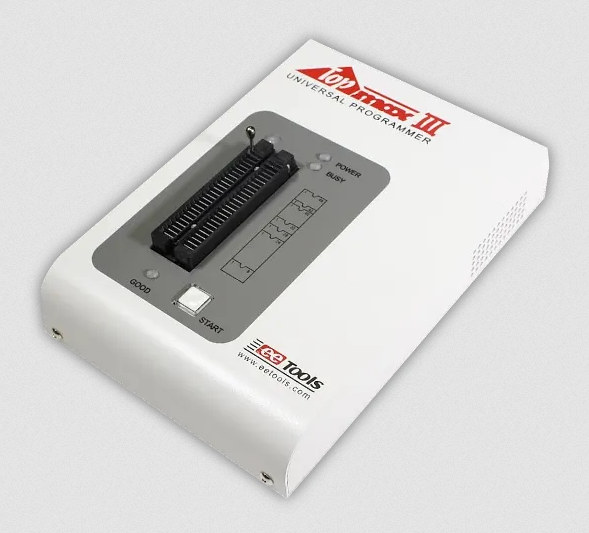 Top max III
UNIVERSAL PROGRAMMER
POWER
BUSY
GOOD
START
ee Tools
www.eetools.com